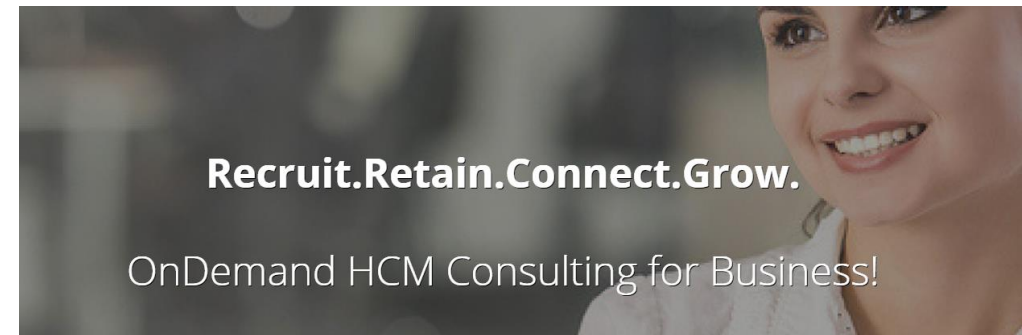 Recruit.Retain.Connect.Grow.
OnDemand HCM Consulting for Business!